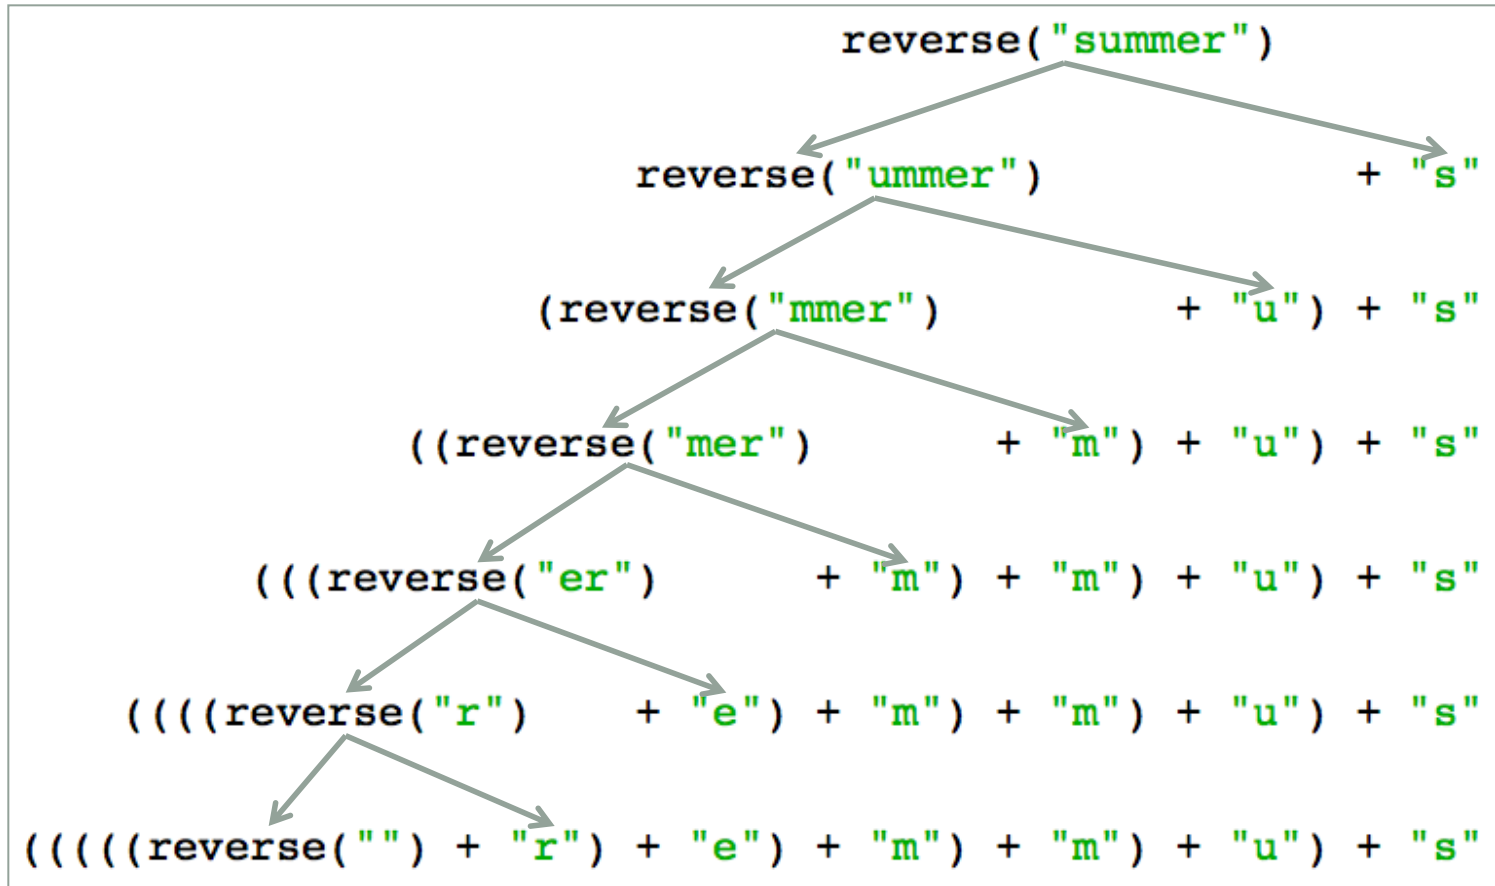 reverse("summer")
reverse("ummer") + "s"
(reverse("mmer") + "u") + "s"
((reverse("mer") + "m") + "u") + "s"
(((reverse("er") + "m") + "m") + "u") + "s"
((((reverse("r") + "e") + "m") + "m") + "u") + "s"
(((((reverse("") + "r") + "e") + "m") + "m") + "u") + "s"